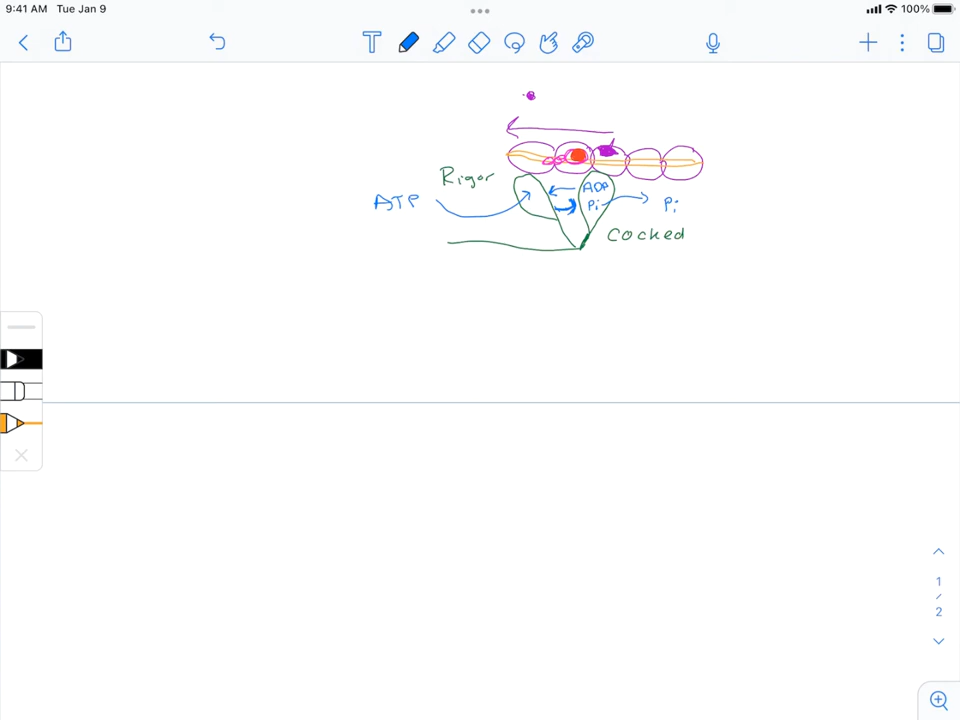 9:41 AM Tue Jan 9
100%
T
Rigor
ATP
ADP
Pi
Pi
Cocked
1
/
2